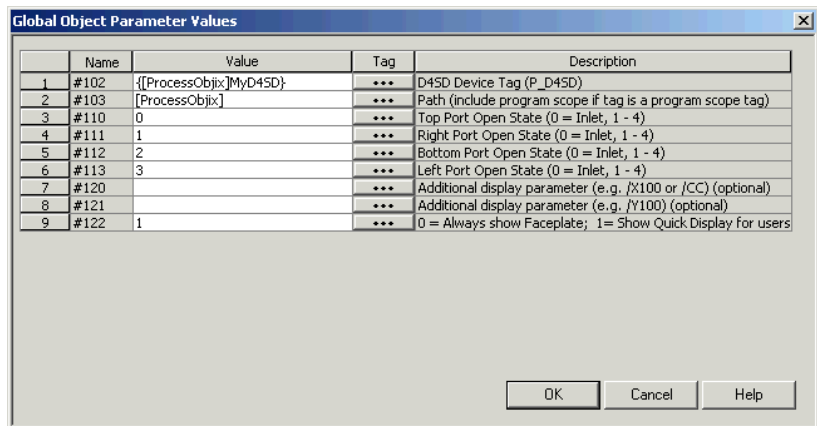 Global Object Parameter Values
Name Value Tag Description
1 #102 {[ProcessObjix]MyD4SD} ••• D4SD Device Tag (P_D4SD)
2 #103 [ProcessObjix] ••• Path (include program scope if tag is a program scope tag)
3 #110 0 ••• Top Port Open State (0 = Inlet, 1 - 4)
4 #111 1 ••• Right Port Open State (0 = Inlet, 1 - 4)
5 #112 2 ••• Bottom Port Open State (0 = Inlet, 1 - 4)
6 #113 3 ••• Left Port Open State (0 = Inlet, 1 - 4)
7 #120 ••• Additional display parameter (e.g. /X100 or /CC) (optional)
8 #121 ••• Additional display parameter (e.g. /Y100) (optional)
9 #122 1 ••• 0 = Always show Faceplate; 1= Show Quick Display for users
OK Cancel Help